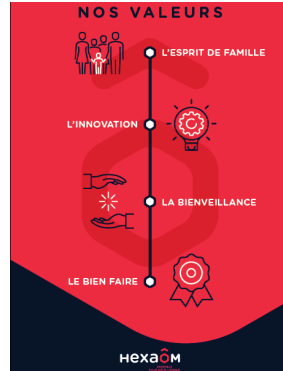 NOS VALEURS
L'ESPRIT DE FAMILLE
L'INNOVATION
LA BIENVEILLANCE
LE BIEN FAIRE
HEXAÔM